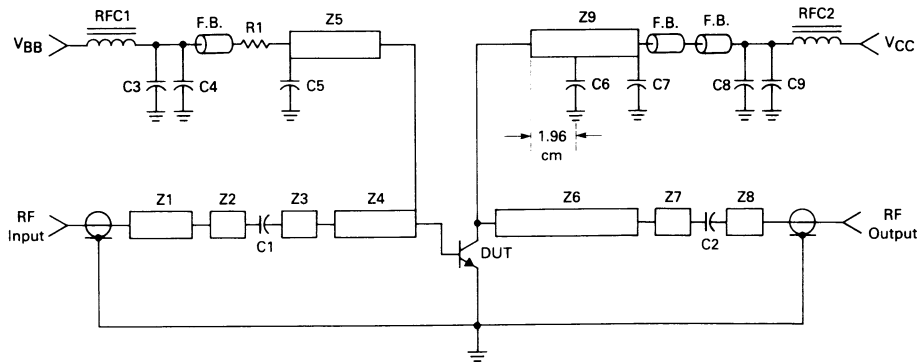 RFC1
F.B.
R1
Z5
Z9
F.B.
F.B.
RFC2
VBB
VCC
C3
C4
C5
C6
C7
C8
C9
1.96
cm
RF
Input
Z1
Z2
Z3
Z4
C1
DUT
Z6
Z7
Z8
C2
RF
Output